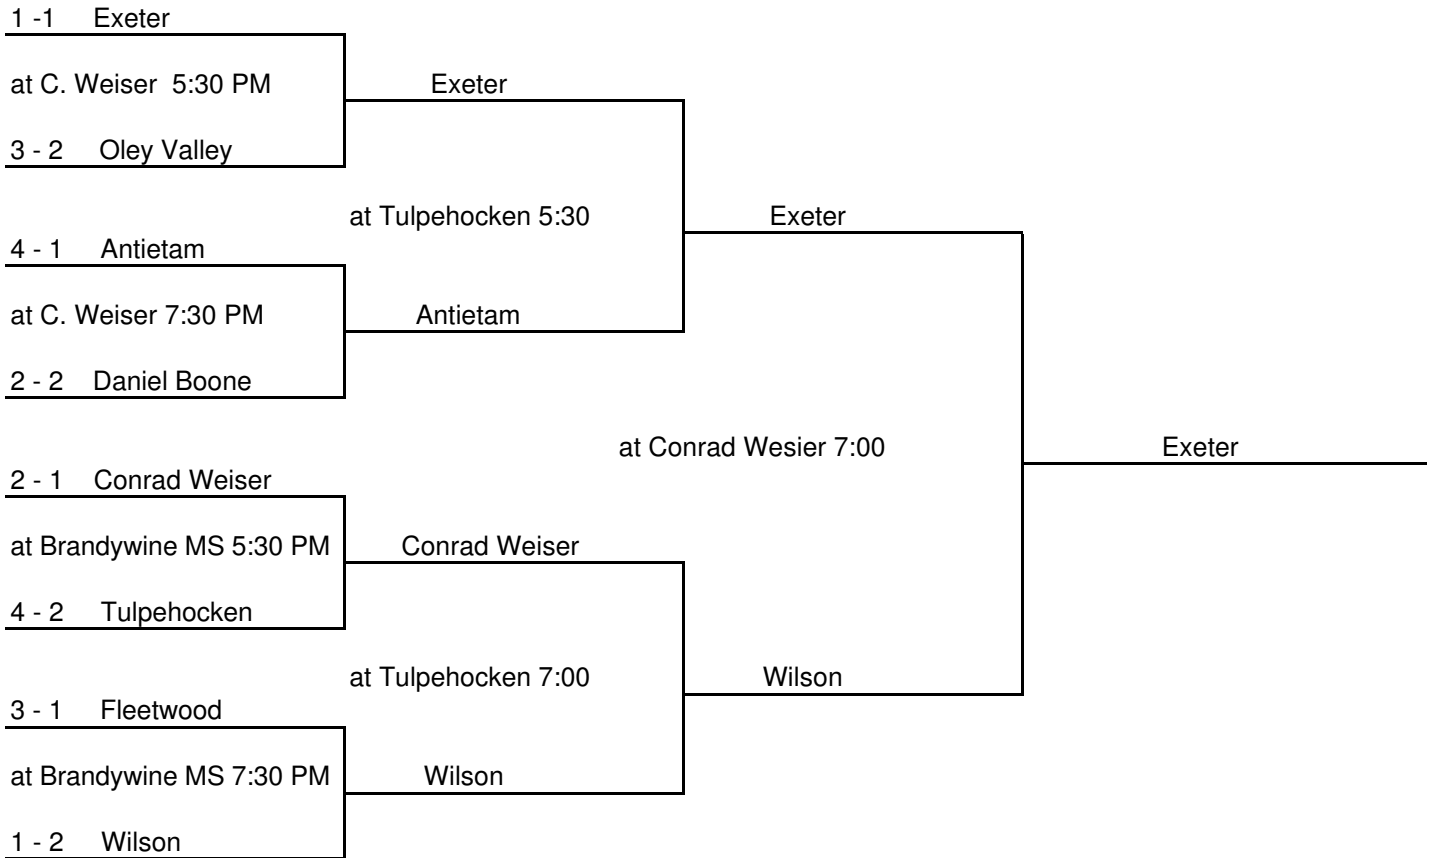 1 -1 Exeter
at C. Weiser 5:30 PM Exeter
3 - 2 Oley Valley
at Tulpehocken 5:30 Exeter
4 - 1 Antietam
at C. Weiser 7:30 PM Antietam
2 - 2 Daniel Boone
at Conrad Wesier 7:00 Exeter
2 - 1 Conrad Weiser
at Brandywine MS 5:30 PM Conrad Weiser
4 - 2 Tulpehocken
at Tulpehocken 7:00 Wilson
3 - 1 Fleetwood
at Brandywine MS 7:30 PM Wilson
1 - 2 Wilson